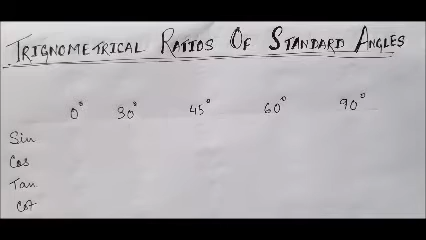 TRIGNOMETRICAL RATIOS OF STANDARD ANGLES
0° 30° 45° 60° 90°
Sin
Cos
Tan
Cot